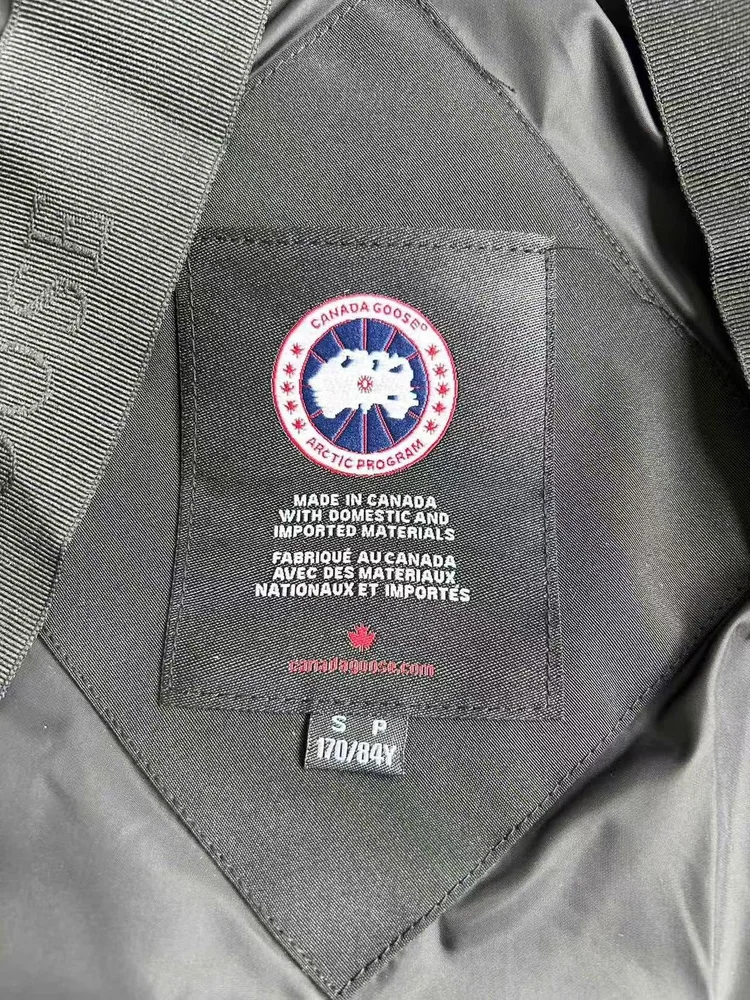 OOSE
CANADA GOOSE®
ARCTIC PROGRAM
MADE IN CANADA
WITH DOMESTIC AND
IMPORTED MATERIALS
FABRIQUÉ AU CANADA
AVEC DES MATERIAUX
NATIONAUX ET IMPORTÉS
canadagoose.com
S P
170/84Y